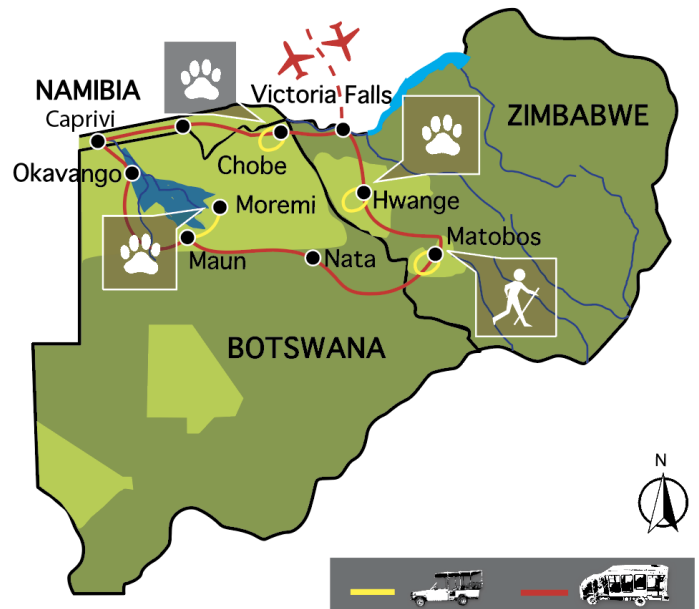 NAMIBIA
Victoria Falls
Caprivi
ZIMBABWE
Chobe
Okavango
Moremi
Hwange
Matobos
Maun
Nata
BOTSWANA
N